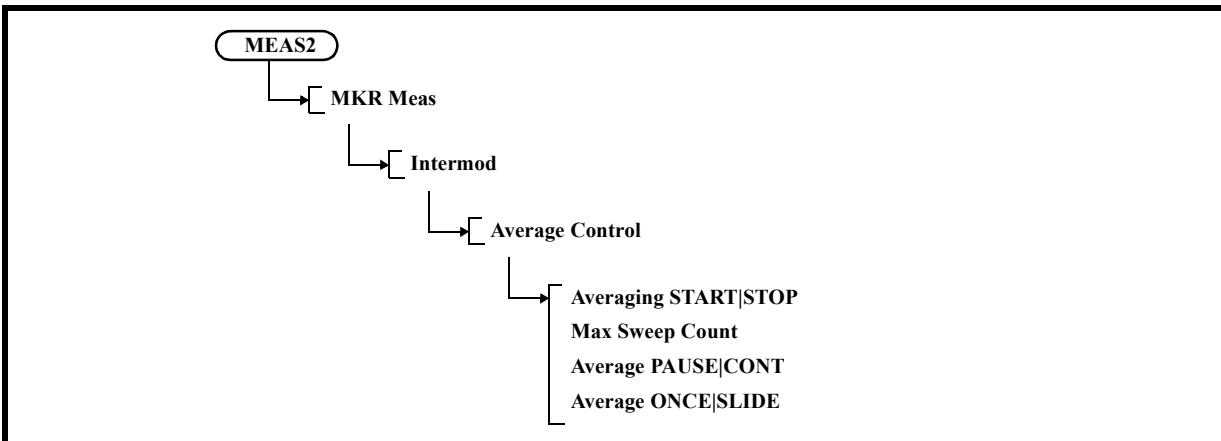 MEAS2
MKR Meas
Intermod
Average Control
Averaging START|STOP
Max Sweep Count
Average PAUSE|CONT
Average ONCE|SLIDE